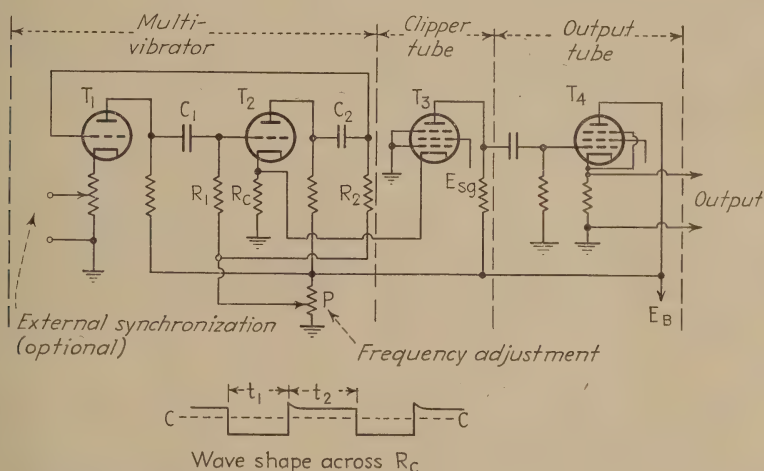 Multi-
vibrator
Clipper
tube
Output
tube
T1
C1
T2
C2
T3
T4
R1
RC
R2
Esg
Output
P
EB
External synchronization
(optional)
Frequency adjustment
t1
t2
C
C
Wave shape across RC